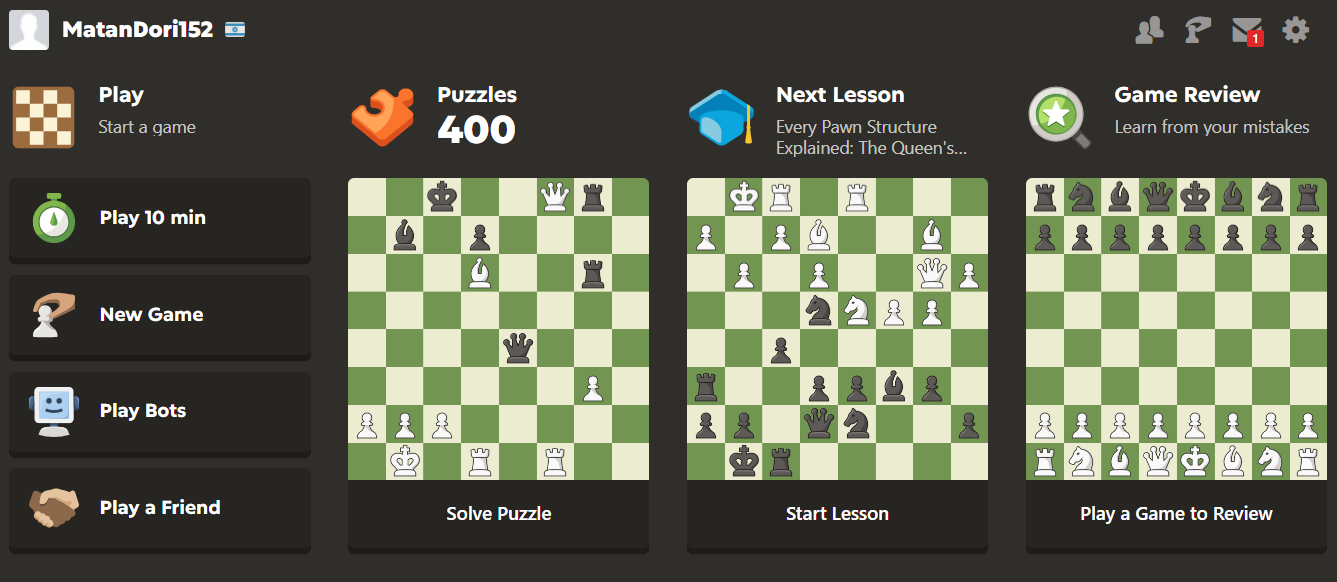 MatanDori152
1
Play
Start a game
Puzzles
400
Next Lesson
Every Pawn Structure
Explained: The Queen's...
Game Review
Learn from your mistakes
Play 10 min
New Game
Play Bots
Play a Friend
Solve Puzzle
Start Lesson
Play a Game to Review